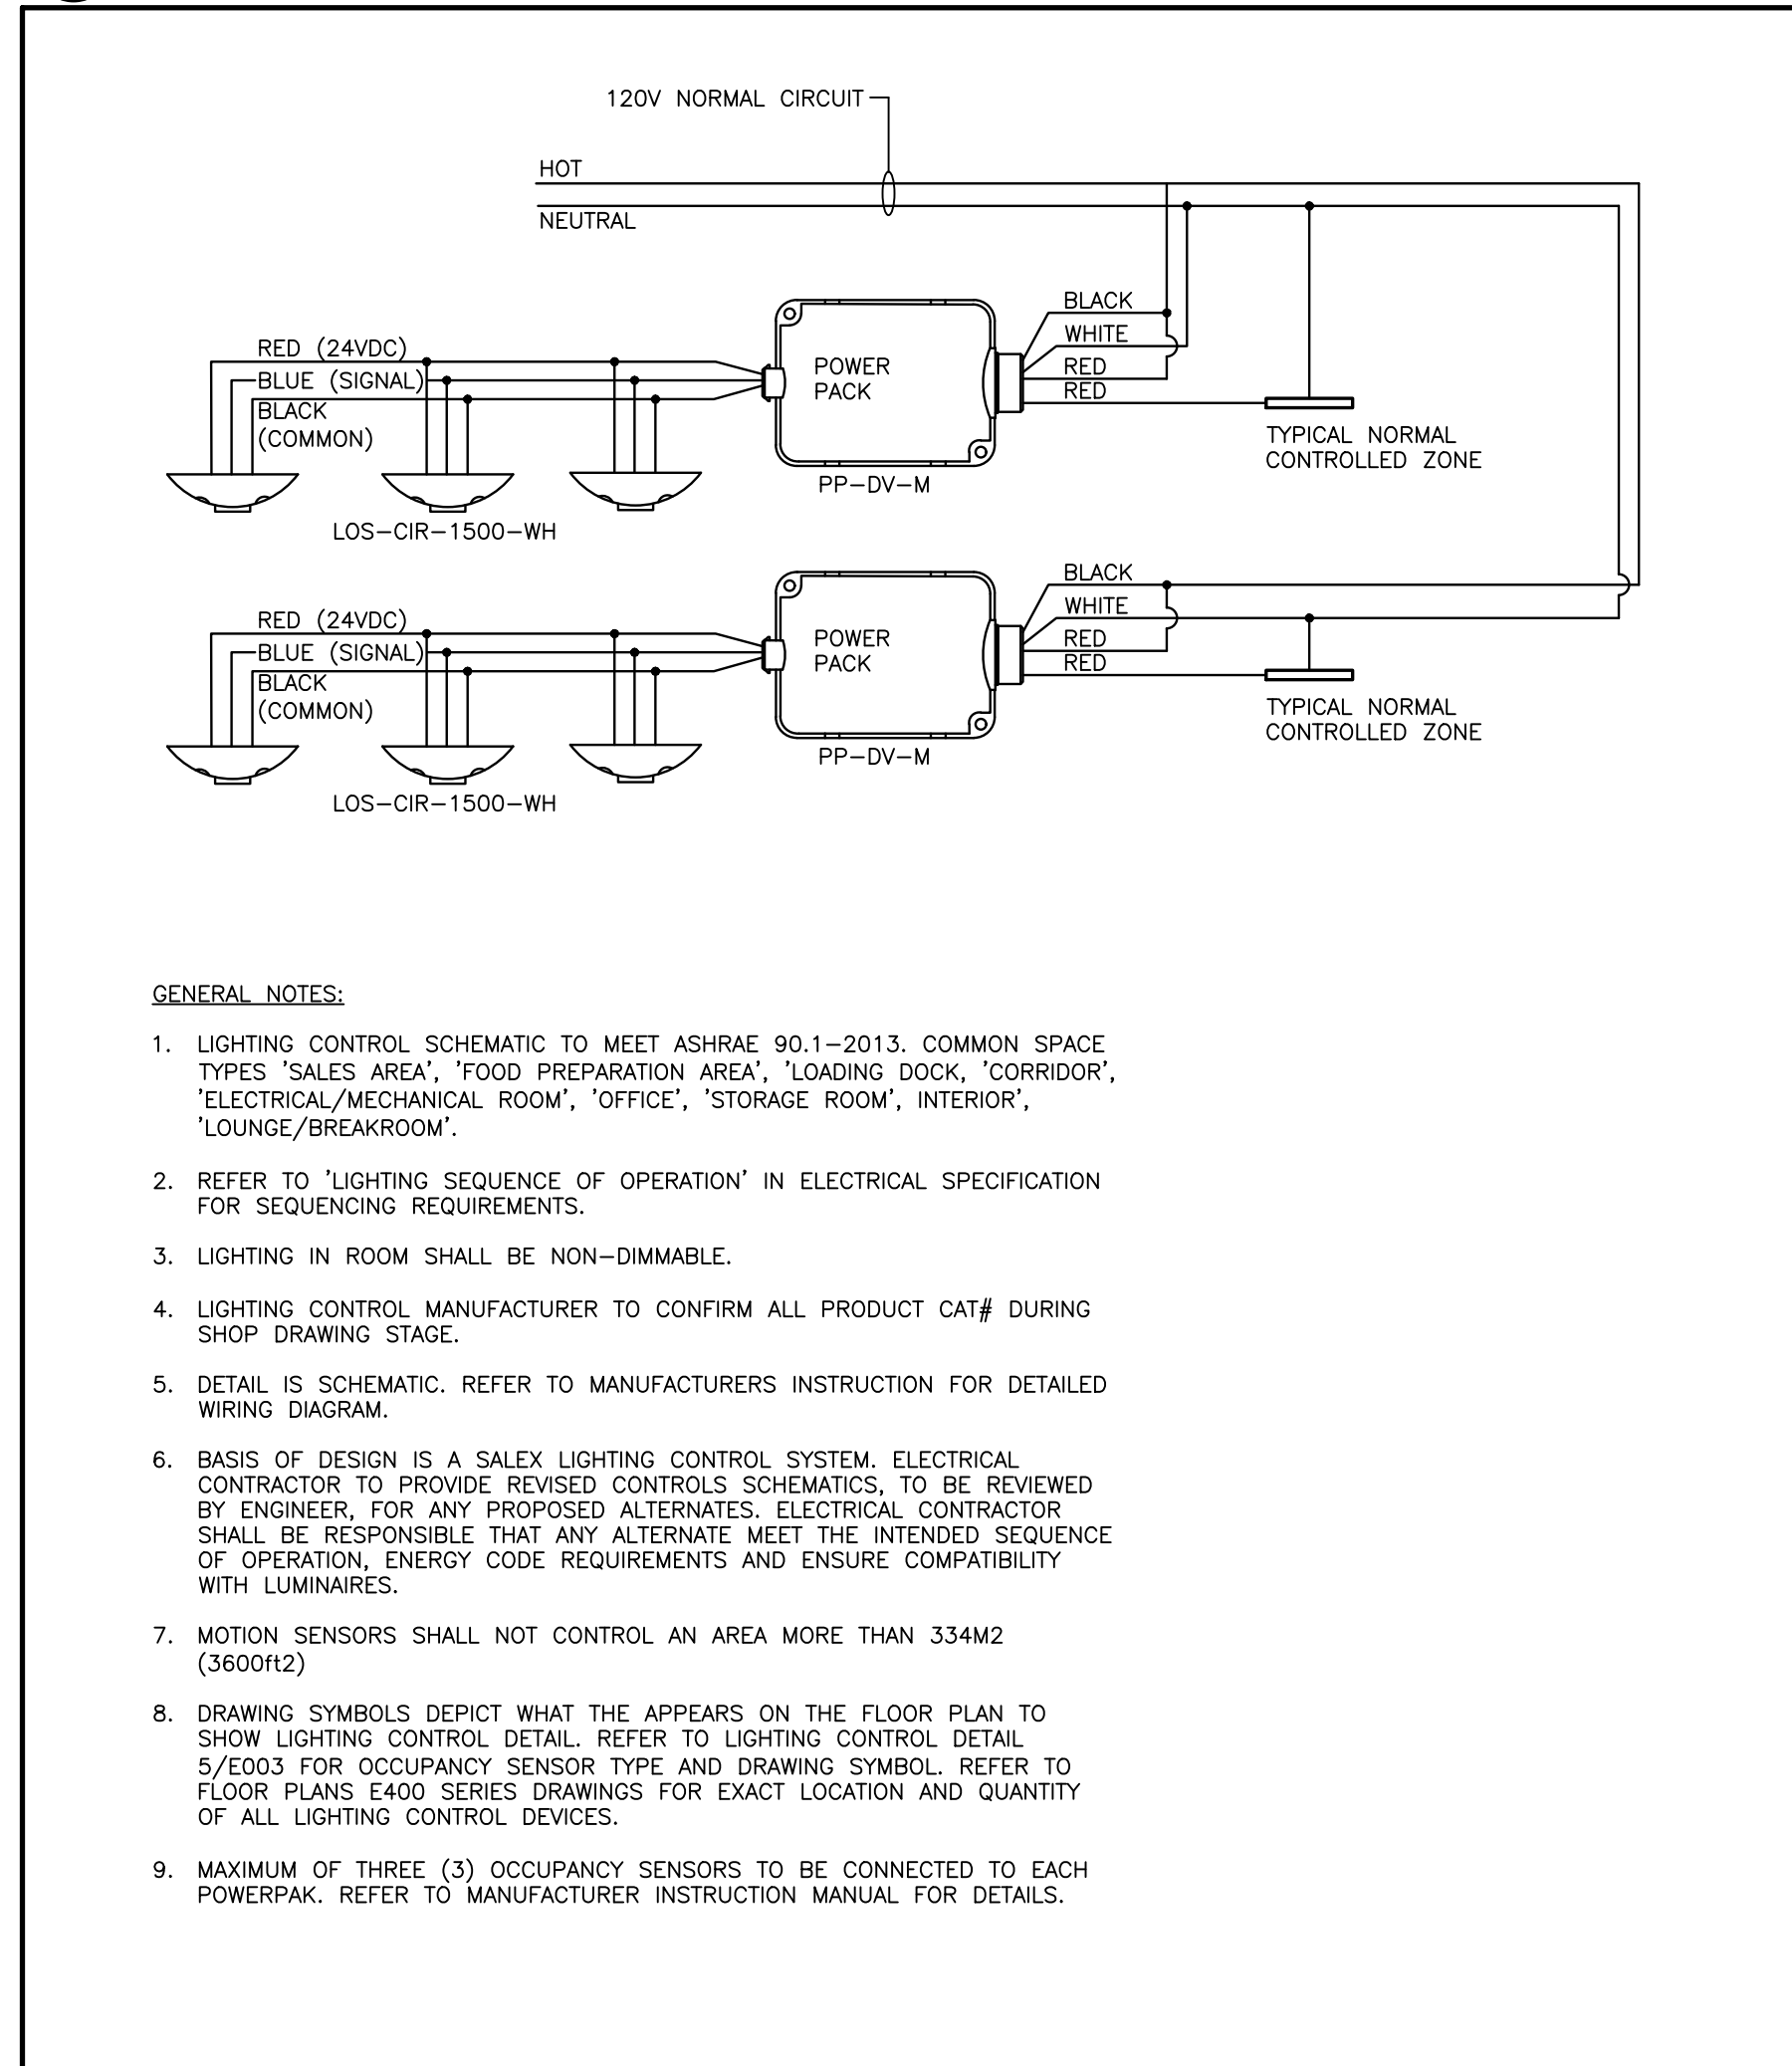 120V NORMAL CIRCUIT
HOT
NEUTRAL
BLACK
WHITE
RED
RED
RED (24VDC)
BLUE (SIGNAL)
BLACK
(COMMON)
POWER
PACK
PP-DV-M
TYPICAL NORMAL
CONTROLLED ZONE
LOS-CIR-1500-WH
BLACK
WHITE
RED
RED
RED (24VDC)
BLUE (SIGNAL)
BLACK
(COMMON)
POWER
PACK
PP-DV-M
TYPICAL NORMAL
CONTROLLED ZONE
LOS-CIR-1500-WH
GENERAL NOTES:
1. LIGHTING CONTROL SCHEMATIC TO MEET ASHRAE 90.1-2013. COMMON SPACE
TYPES 'SALES AREA', 'FOOD PREPARATION AREA', 'LOADING DOCK, 'CORRIDOR',
'ELECTRICAL/MECHANICAL ROOM', 'OFFICE', 'STORAGE ROOM', INTERIOR',
'LOUNGE/BREAKROOM'.
2. REFER TO 'LIGHTING SEQUENCE OF OPERATION' IN ELECTRICAL SPECIFICATION
FOR SEQUENCING REQUIREMENTS.
3. LIGHTING IN ROOM SHALL BE NON-DIMMABLE.
4. LIGHTING CONTROL MANUFACTURER TO CONFIRM ALL PRODUCT CAT# DURING
SHOP DRAWING STAGE.
5. DETAIL IS SCHEMATIC. REFER TO MANUFACTURERS INSTRUCTION FOR DETAILED
WIRING DIAGRAM.
6. BASIS OF DESIGN IS A SALEX LIGHTING CONTROL SYSTEM. ELECTRICAL
CONTRACTOR TO PROVIDE REVISED CONTROLS SCHEMATICS, TO BE REVIEWED
BY ENGINEER, FOR ANY PROPOSED ALTERNATES. ELECTRICAL CONTRACTOR
SHALL BE RESPONSIBLE THAT ANY ALTERNATE MEET THE INTENDED SEQUENCE
OF OPERATION, ENERGY CODE REQUIREMENTS AND ENSURE COMPATIBILITY
WITH LUMINAIRES.
7. MOTION SENSORS SHALL NOT CONTROL AN AREA MORE THAN 334M2
(3600ft2)
8. DRAWING SYMBOLS DEPICT WHAT THE APPEARS ON THE FLOOR PLAN TO
SHOW LIGHTING CONTROL DETAIL. REFER TO LIGHTING CONTROL DETAIL
5/E003 FOR OCCUPANCY SENSOR TYPE AND DRAWING SYMBOL. REFER TO
FLOOR PLANS E400 SERIES DRAWINGS FOR EXACT LOCATION AND QUANTITY
OF ALL LIGHTING CONTROL DEVICES.
9. MAXIMUM OF THREE (3) OCCUPANCY SENSORS TO BE CONNECTED TO EACH
POWERPAK. REFER TO MANUFACTURER INSTRUCTION MANUAL FOR DETAILS.